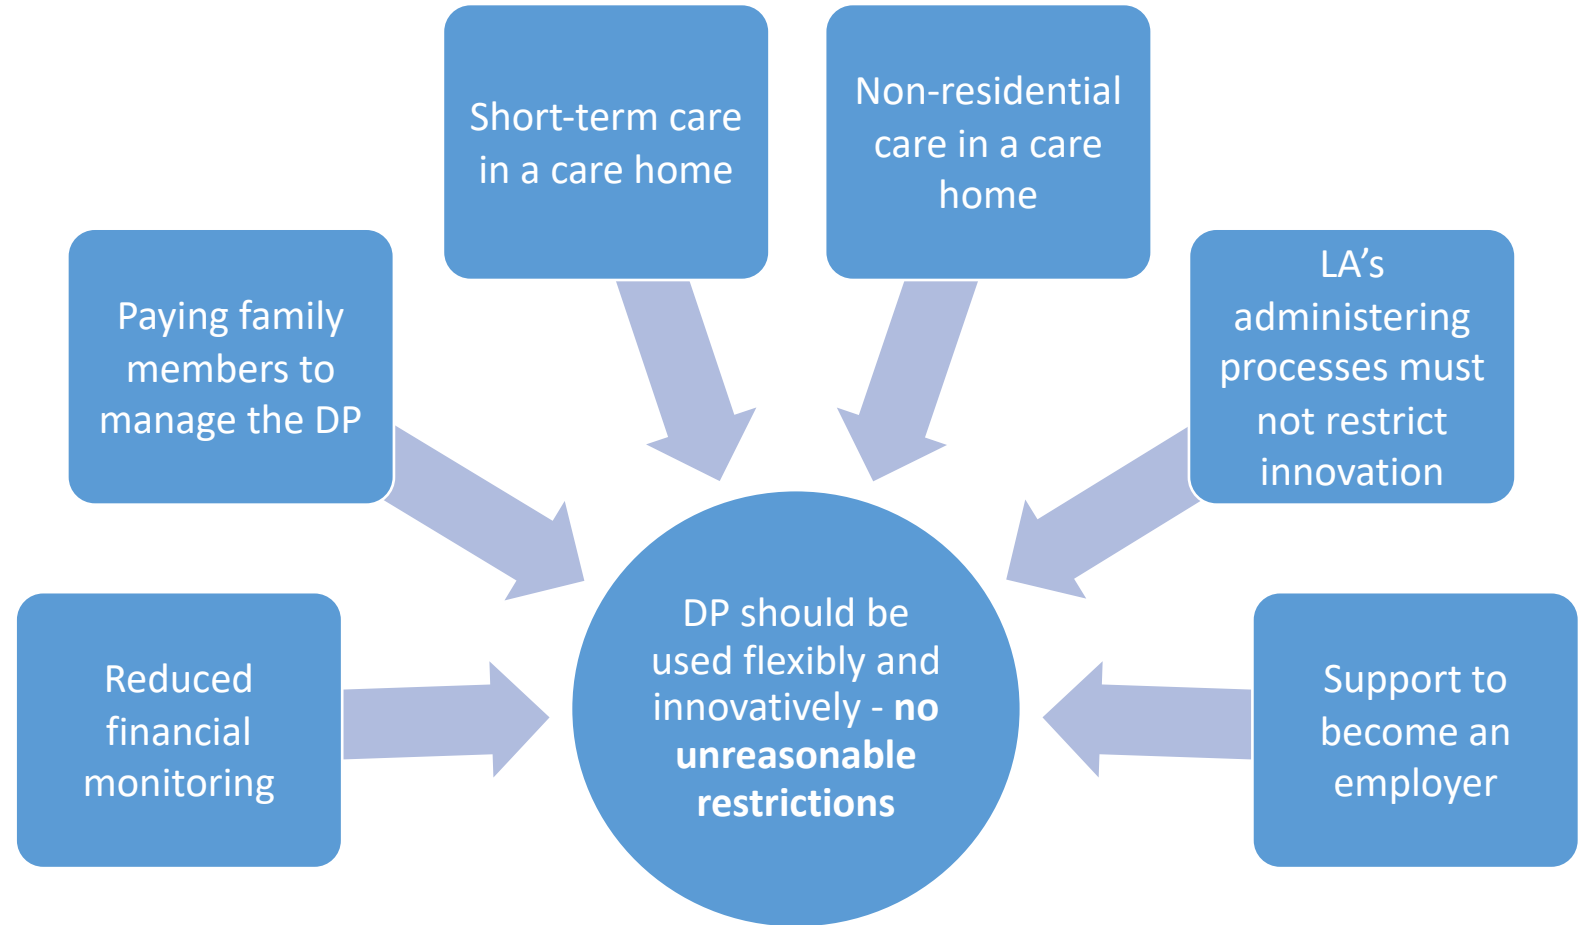 Short-term care
in a care home
Non-residential
care in a care
home
Paying family
members to
manage the DP
LA’s
administering
processes must
not restrict
innovation
Reduced
financial
monitoring
DP should be
used flexibly and
innovatively - no
unreasonable
restrictions
Support to
become an
employer